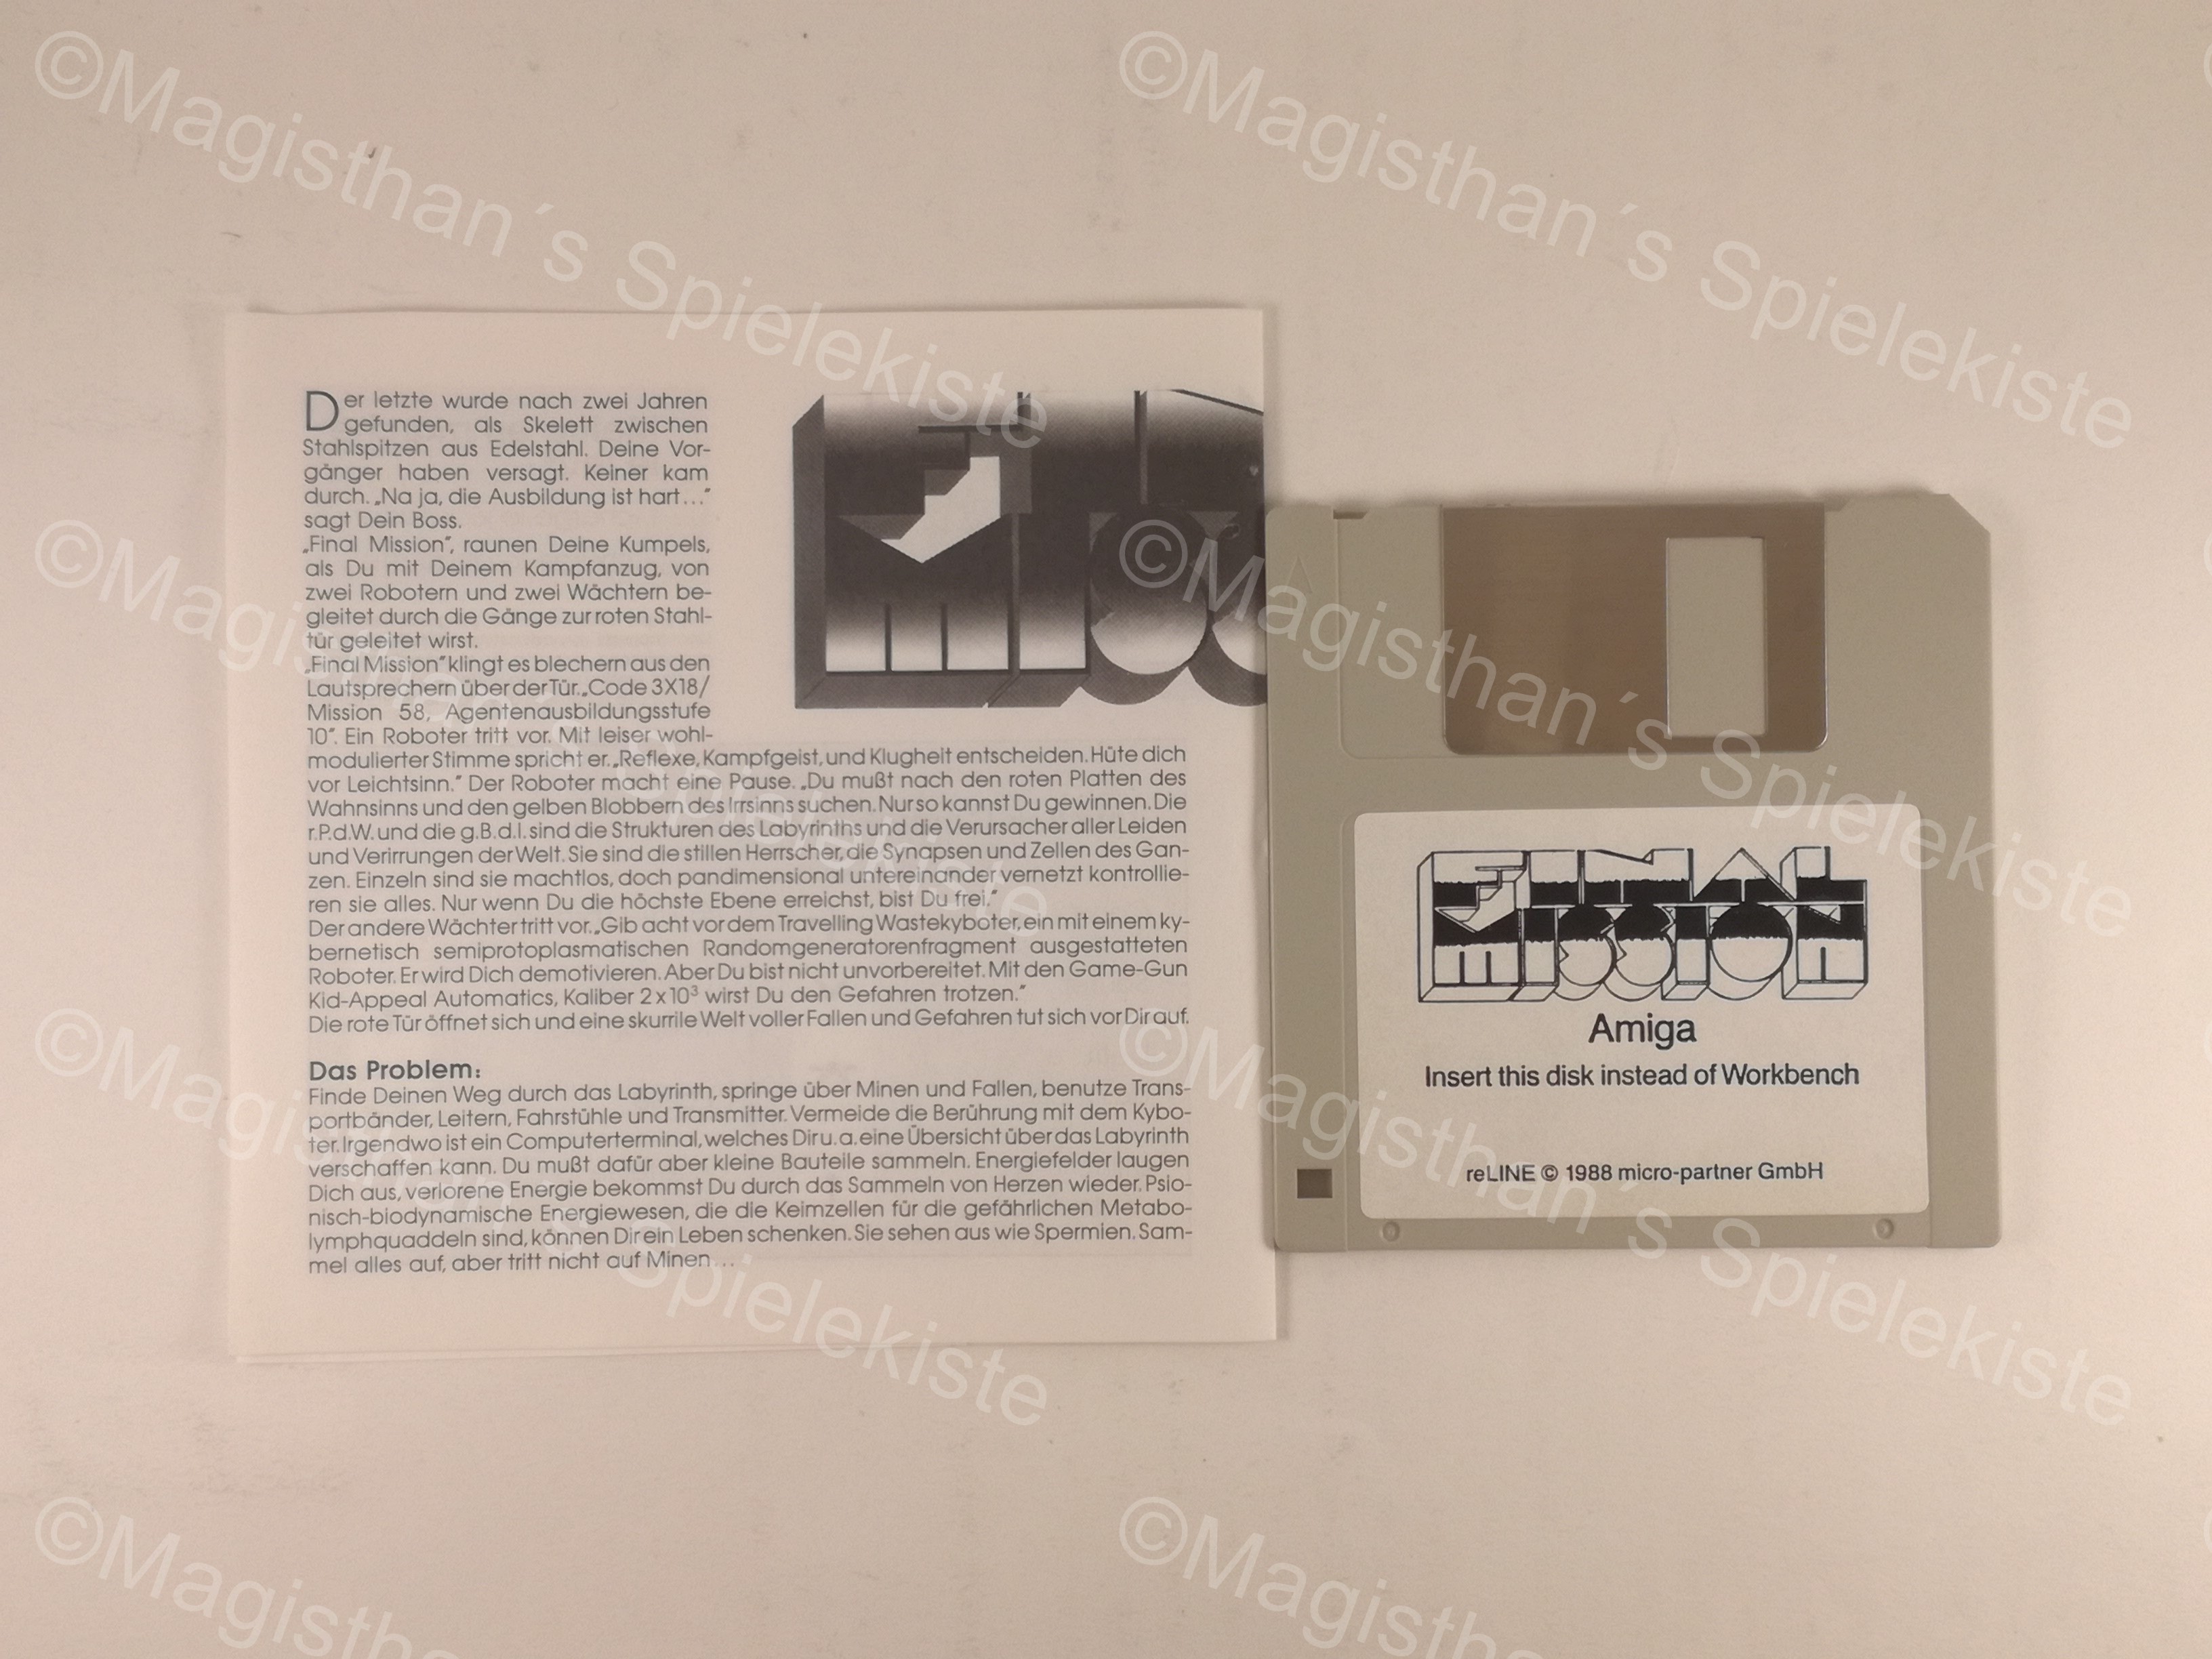 Der letzte wurde nach zwei Jahren
gefunden, als Skelett zwischen
Stahlspitzen aus Edelstahl. Deine Vor-
gänger haben versagt. Keiner kam
durch. „Na ja, die Ausbildung ist hart..."
sagt Dein Boss.
„Final Mission", raunen Deine Kumpels,
als Du mit Deinem Kampfanzug, von
zwei Robotern und zwei Wächtern be-
gleitet durch die Gänge zur roten Stahl-
tür geleitet wirst.
„Final Mission" klingt es blechern aus den
Lautsprechern über der Tür. „Code 3X18/
Mission 58, Agentenausbildungsstufe
10". Ein Roboter tritt vor. Mit leiser wohl-
modulierter Stimme spricht er. „Reflexe, Kampfgeist, und Klugheit entscheiden. Hüte dich
vor Leichtsinn." Der Roboter macht eine Pause. „Du mußt nach den roten Platten des
Wahnsinns und den gelben Blobbern des Irrsinns suchen. Nur so kannst Du gewinnen. Die
r.P.d.W. und die g.B.d.I. sind die Strukturen des Labyrinths und die Verursacher aller Leiden
und Verirrungen der Welt. Sie sind die stillen Herrscher, die Synapsen und Zellen des Gan-
zen. Einzeln sind sie machtlos, doch pandimensional untereinander vernetzt kontrollie-
ren sie alles. Nur wenn Du die höchste Ebene erreichst, bist Du frei."
Der andere Wächter tritt vor. „Gib acht vor dem Travelling Wastekyboter, ein mit einem ky-
bernetisch semiprotoplasmatischen Randomgeneratorenfragment ausgestatteten
Roboter. Er wird Dich demotivieren. Aber Du bist nicht unvorbereitet. Mit den Game-Gun
Kid-Appeal Automatics, Kaliber 2 x 10³ wirst Du den Gefahren trotzen."
Die rote Tür öffnet sich und eine skurrile Welt voller Fallen und Gefahren tut sich vor Dir auf.
Das Problem:
Finde Deinen Weg durch das Labyrinth, springe über Minen und Fallen, benutze Trans-
portbänder, Leitern, Fahrstühle und Transmitter. Vermeide die Berührung mit dem Kybo-
ter. Irgendwo ist ein Computerterminal, welches Dir u. a. eine Übersicht über das Labyrinth
verschaffen kann. Du mußt dafür aber kleine Bauteile sammeln. Energiefelder laugen
Dich aus, verlorene Energie bekommst Du durch das Sammeln von Herzen wieder. Psio-
nisch-biodynamische Energiewesen, die die Keimzellen für die gefährlichen Metabo-
lymphquaddeln sind, können Dir ein Leben schenken. Sie sehen aus wie Spermien. Sam-
mel alles auf, aber tritt nicht auf Minen...
FINAL
MISSION
Amiga
Insert this disk instead of Workbench
reLINE © 1988 micro-partner GmbH
©Magisthan´s Spielekiste
©Magisthan´s Spielekiste
©Magisthan´s Spielekiste
©Magisthan´s Spielekiste
©Magisthan´s Spielekiste
©Magisthan´s Spielekiste